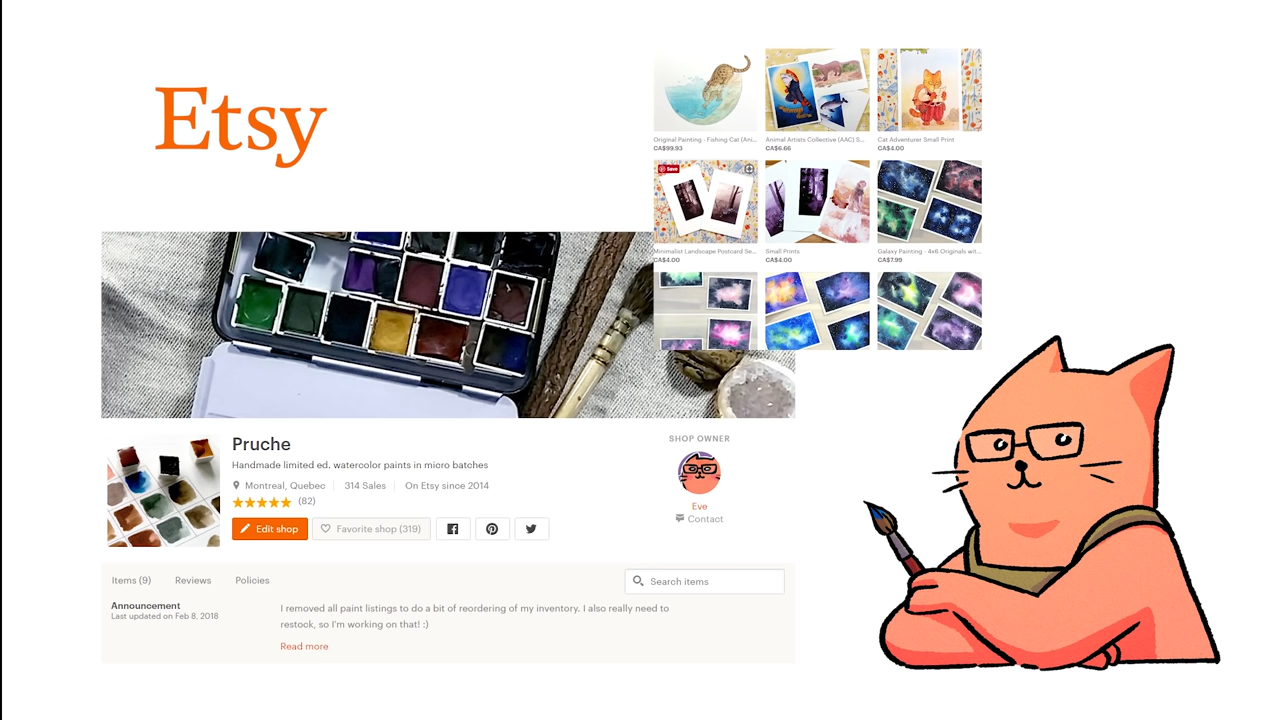 Etsy
Original Painting - Fishing Cat (Ani...
CA$99.93
Animal Artists Collective (AAC) S...
CA$6.66
Cat Adventurer Small Print
CA$4.00
Save
Minimalist Landscape Postcard Se...
CA$4.00
Small Prints
CA$4.00
Galaxy Painting - 4x6 Originals wit...
CA$7.99
Pruche
Handmade limited ed. watercolor paints in micro batches
Montreal, Quebec
314 Sales
On Etsy since 2014
(82)
Edit shop
Favorite shop (319)
SHOP OWNER
Eve
Contact
Items (9)
Reviews
Policies
Search items
Announcement
Last updated on Feb 8, 2018
I removed all paint listings to do a bit of reordering of my inventory. I also really need to
restock, so I'm working on that! :)
Read more